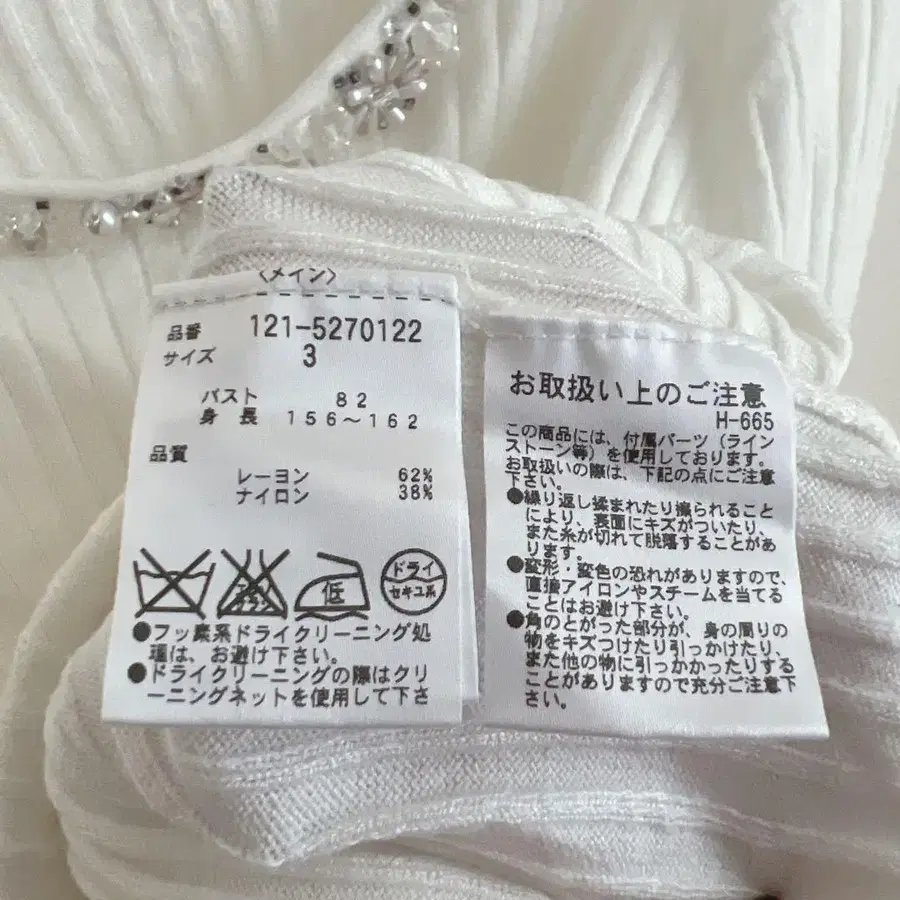 〈メイン〉
品番 121-5270122
サイズ 3
バスト 82
身長 156～162
品質
レーヨン 62%
ナイロン 38%
低
ドライ
セキユ系
●フッ素系ドライクリーニング処
理は、お避け下さい。
●ドライクリーニングの際はクリ
ーニングネットを使用して下さ
お取扱い上のご注意
H-665
この商品には、付属パーツ（ライン
ストーン等）を使用しております。
お取扱いの際は、下記の点にご注意
下さい。
●繰り返し揉まれたり擦られること
により、表面にキズがついたり、
また糸が切れて脱落することがあ
ります。
●変形・変色の恐れがありますので、
直接アイロンやスチームを当てる
ことはお避け下さい。
●角のとがった部分が、身の周りの
物をキズつけたり引っかけたり、
また他の物に引っかかったりする
ことがありますので充分ご注意下
さい。